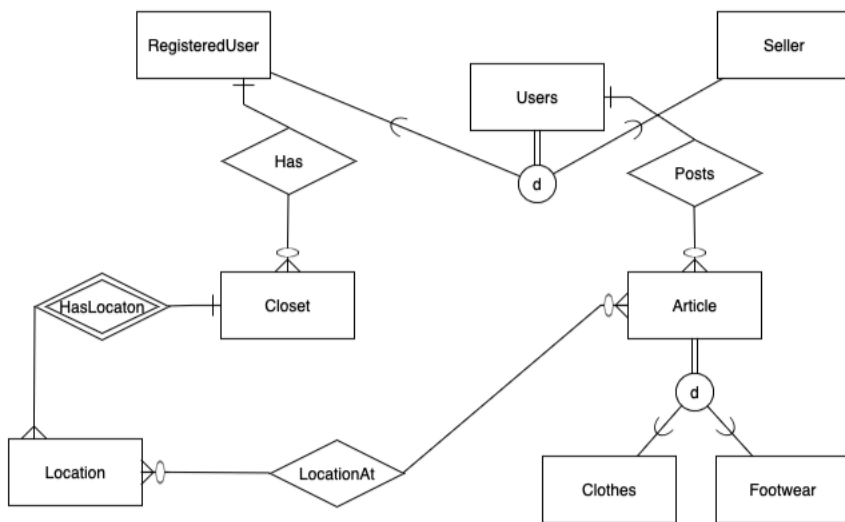 RegisteredUser
Seller
Users
Has
d
Posts
HasLocaton
Closet
Article
d
Location
LocationAt
Clothes
Footwear